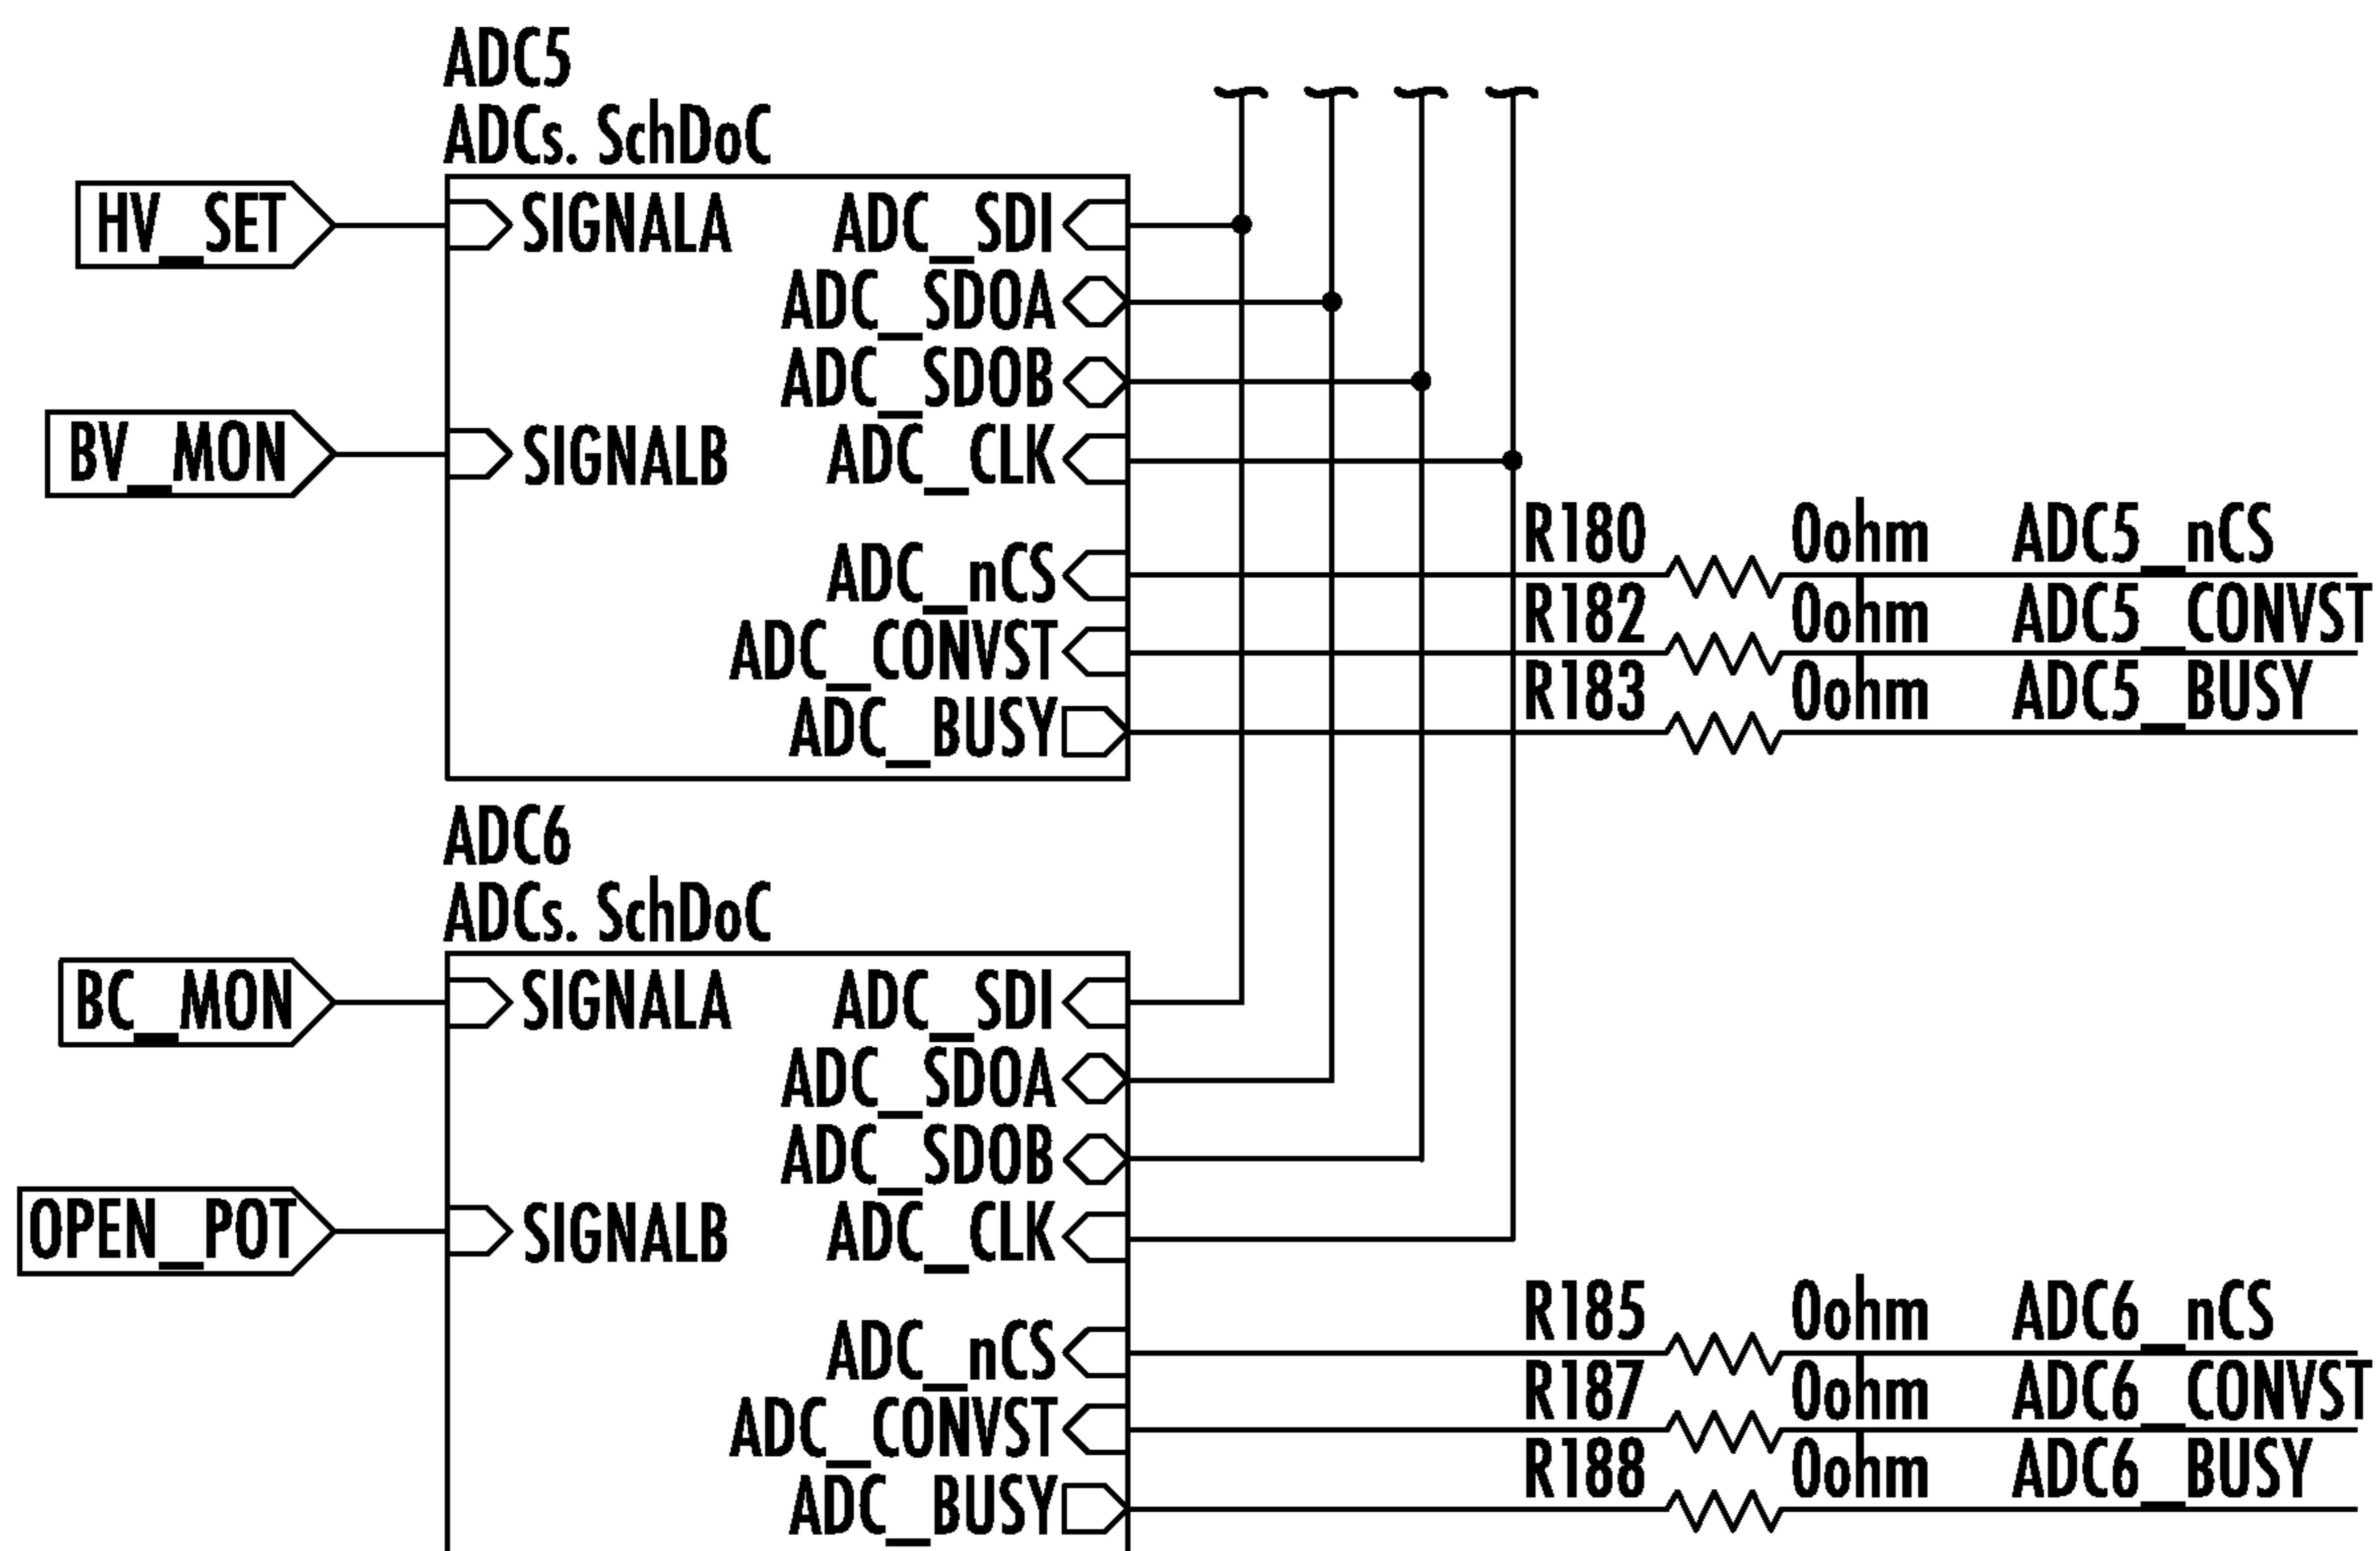 ADC5
ADCs. SchDoC
HV_SET SIGNALA ADC_SDI
ADC_SDOA
ADC_SDOB
BV_MON SIGNALB ADC_CLK
R180 0ohm ADC5_nCS
ADC_nCS
R182 0ohm ADC5_CONVST
ADC_CONVST
R183 0ohm ADC5_BUSY
ADC_BUSY
ADC6
ADCs. SchDoC
BC_MON SIGNALA ADC_SDI
ADC_SDOA
ADC_SDOB
OPEN_POT SIGNALB ADC_CLK
R185 0ohm ADC6_nCS
ADC_nCS
R187 0ohm ADC6_CONVST
ADC_CONVST
R188 0ohm ADC6_BUSY
ADC_BUSY